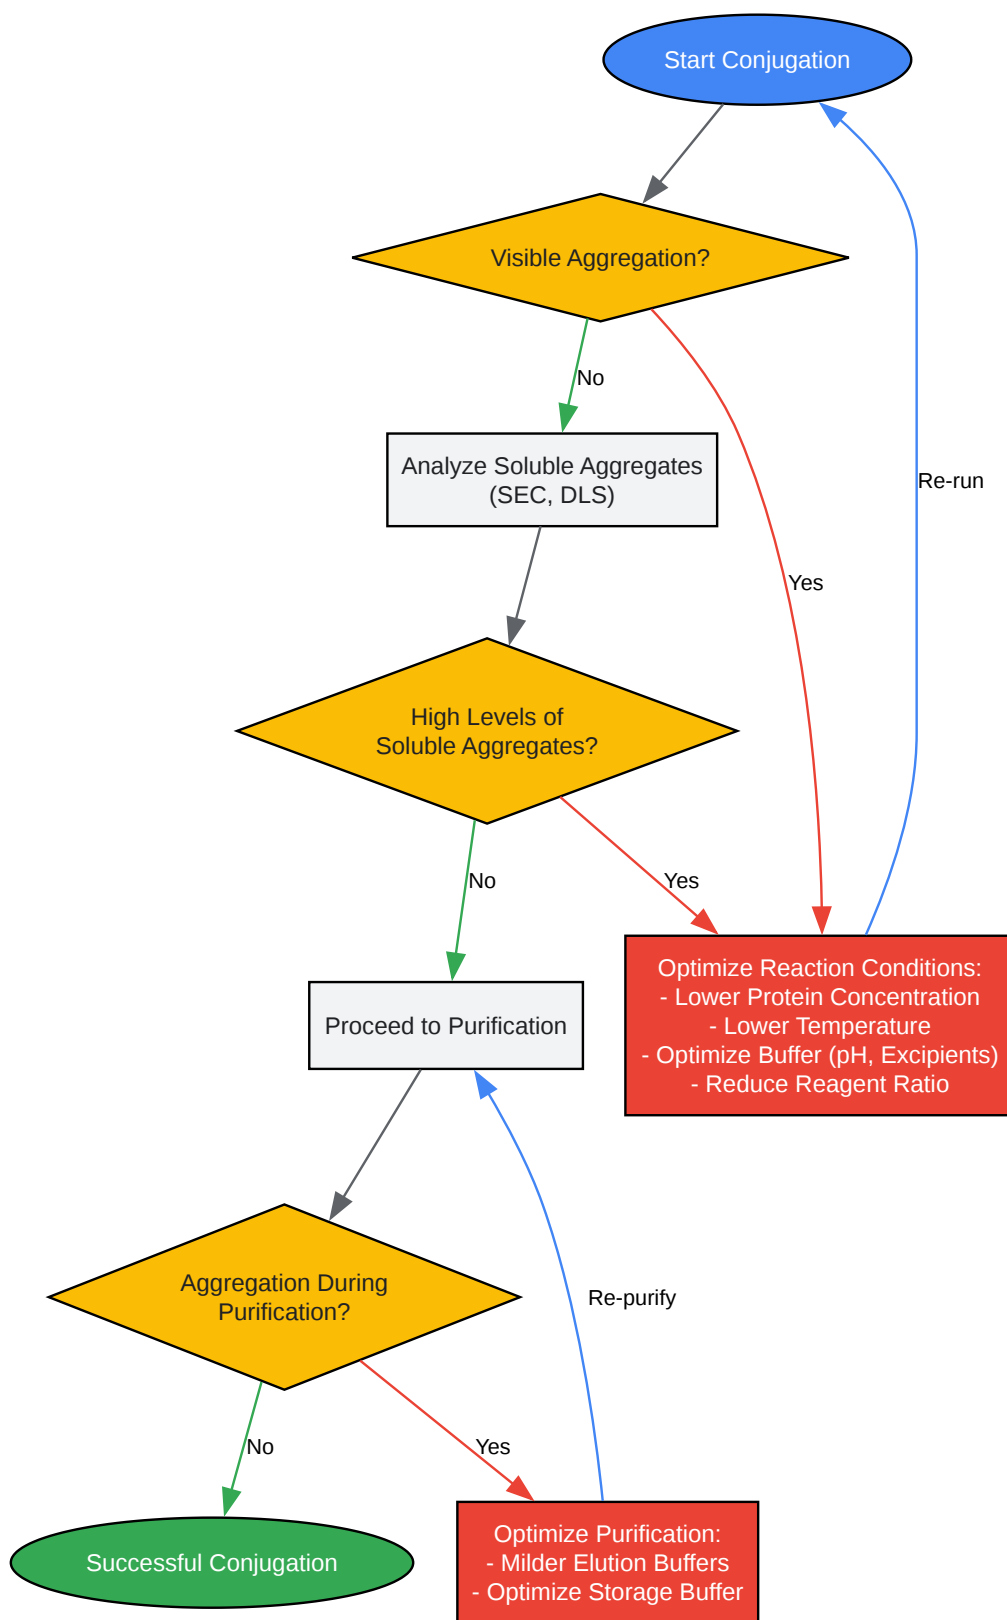 Start Conjugation
Visible Aggregation?
No
Analyze Soluble Aggregates
(SEC, DLS)
Re-run
Yes
High Levels of
Soluble Aggregates?
No
Yes
Optimize Reaction Conditions:
- Lower Protein Concentration
- Lower Temperature
- Optimize Buffer (pH, Excipients)
- Reduce Reagent Ratio
Proceed to Purification
Aggregation During
Purification?
Re-purify
No
Yes
Successful Conjugation
Optimize Purification:
- Milder Elution Buffers
- Optimize Storage Buffer